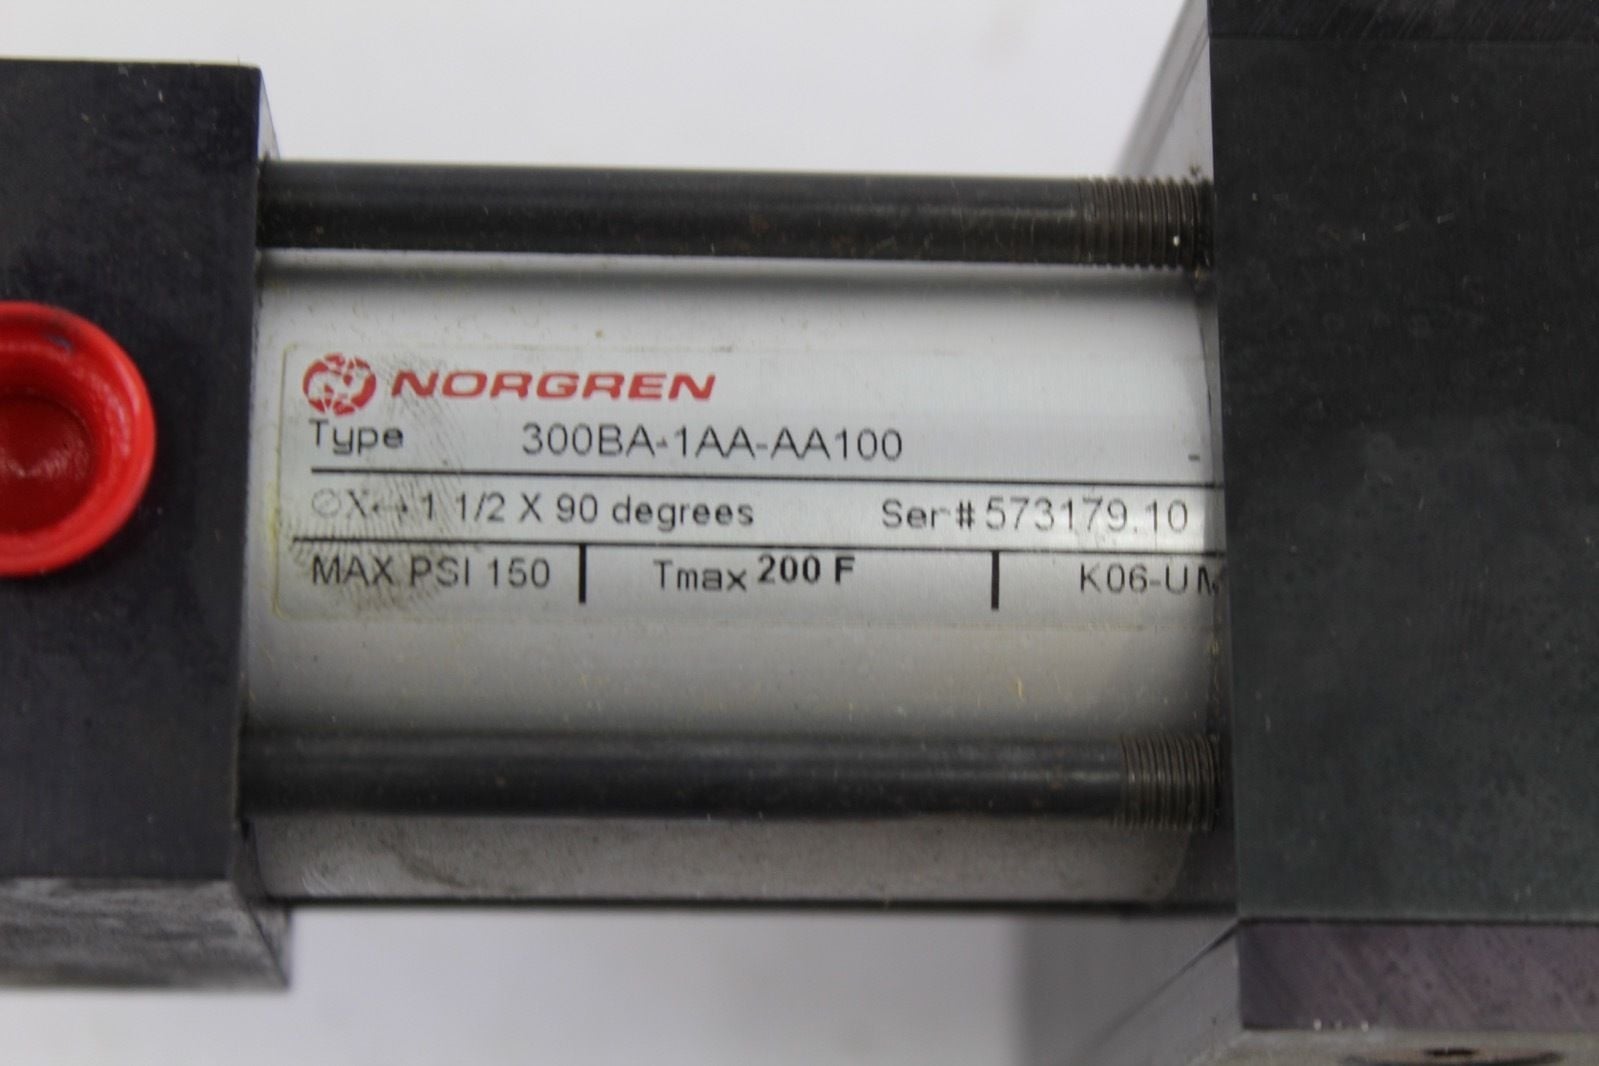 NORGREN
Type 300BA-1AA-AA100 -
∅X↔ 1 1/2 X 90 degrees Ser# 573179.10
MAX PSI 150 | Tmax 200 F | K06-UM